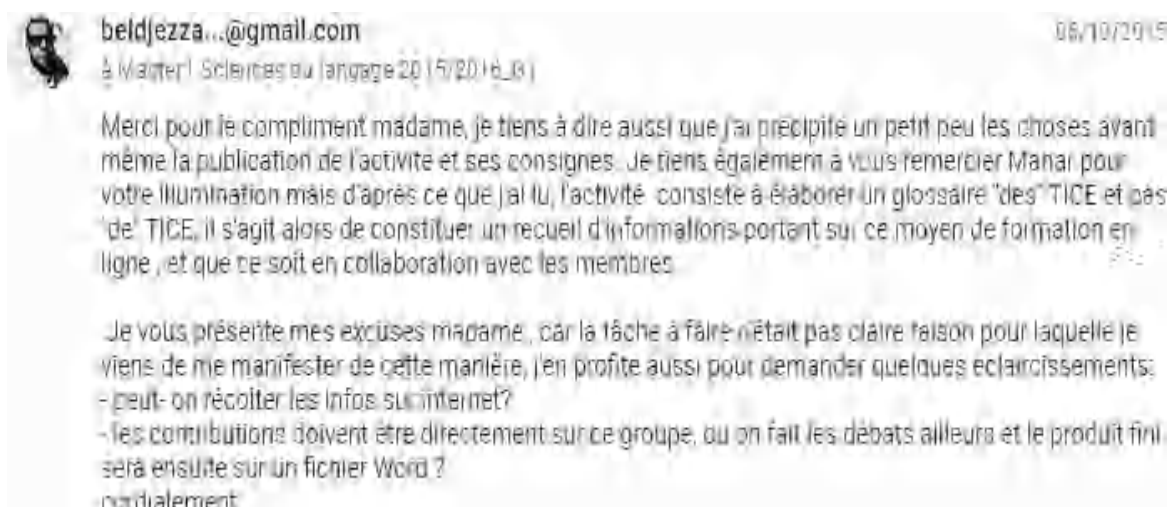 beldjezza...@gmail.com
06/10/2015
à Master1 Sciences du langage 2015/2016_G1
Merci pour le compliment madame, je tiens à dire aussi que j'ai précipité un petit peu les choses avant
même la publication de l'activité et ses consignes. Je tiens également à vous remercier Manar pour
votre illumination mais d'après ce que j'ai lu, l'activité consiste à élaborer un glossaire "des" TICE et pas
"de" TICE, il s'agit alors de constituer un recueil d'informations portant sur ce moyen de formation en
ligne , et que ce soit en collaboration avec les membres
Je vous présente mes excuses madame , car la tâche à faire n'était pas claire raison pour laquelle je
viens de me manifester de cette manière, j'en profite aussi pour demander quelques eclaircissements:
- peut- on récolter les infos sur internet?
- les contributions doivent être directement sur ce groupe, ou on fait les débats ailleurs et le produit fini
sera ensuite sur un fichier Word ?
cordialement